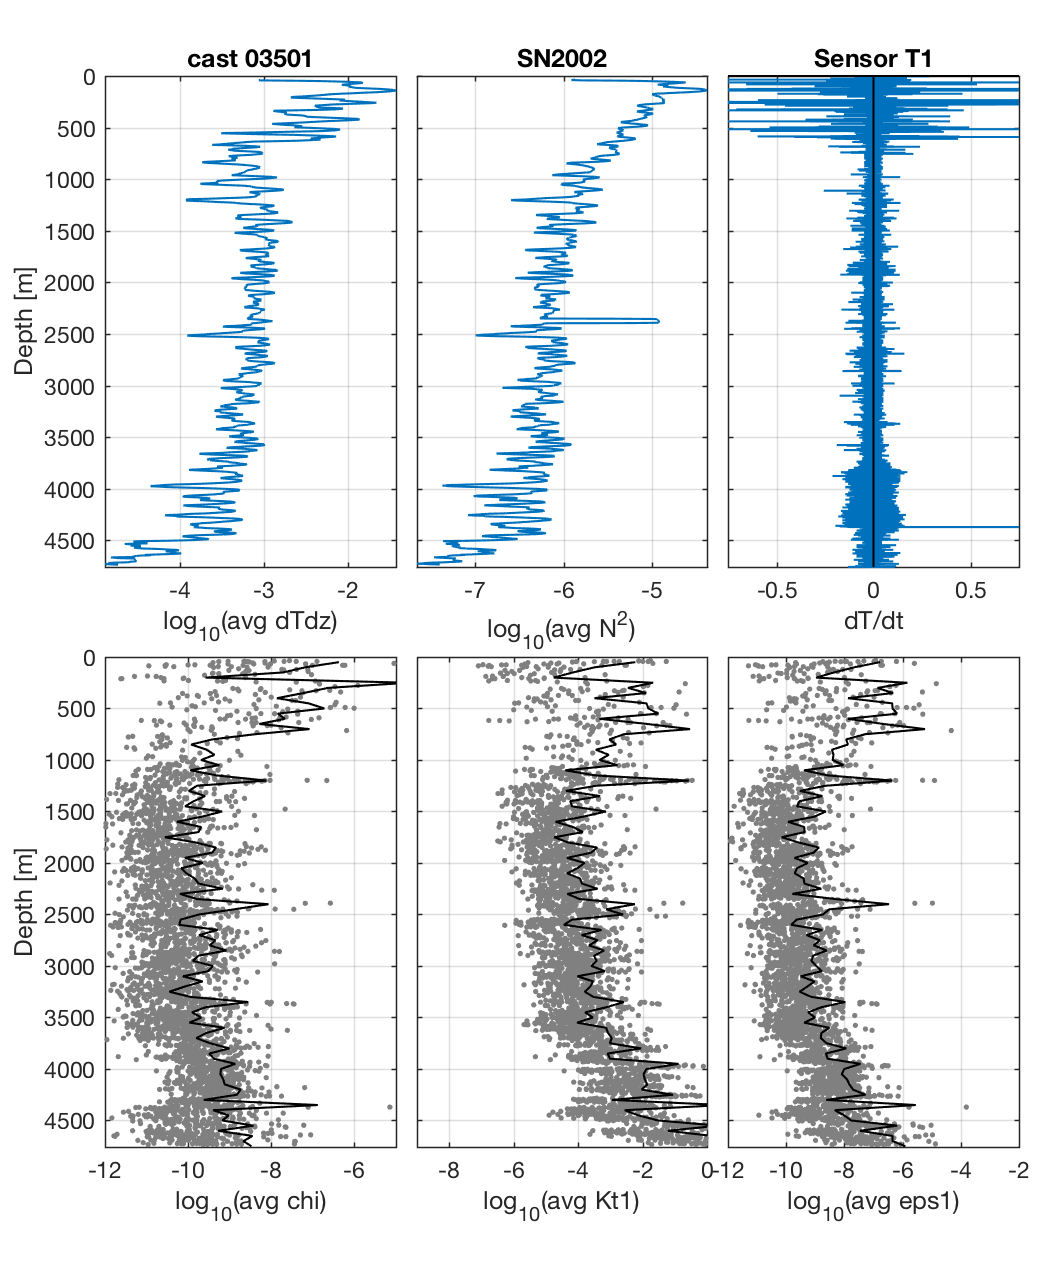 cast 03501 SN2002 Sensor T1
0
500
1000
1500
2000
2500
3000
3500
4000
4500
Depth [m]
-4 -3 -2 -7 -6 -5 -0.5 0 0.5
log10(avg dTdz) log10(avg N2) dT/dt
0
500
1000
1500
2000
2500
3000
3500
4000
4500
Depth [m]
-12 -10 -8 -6 -8 -6 -4 -2 0 -12 -10 -8 -6 -4 -2
log10(avg chi) log10(avg Kt1) log10(avg eps1)